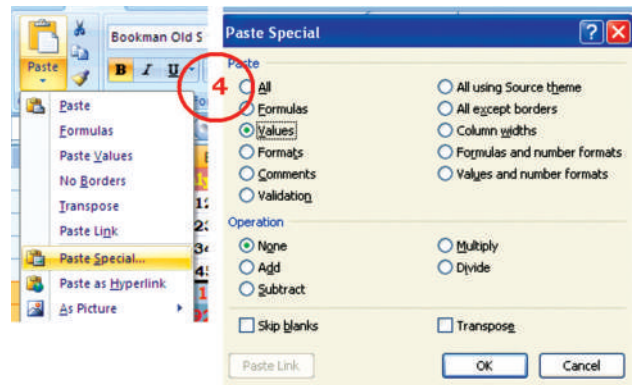 Bookman Old S
Paste
B I U
Paste
Formulas
Paste Values
No Borders
Transpose
Paste Link
Paste Special...
Paste as Hyperlink
As Picture
4
Paste Special
Paste
All
Formulas
Values
Formats
Comments
Validation
All using Source theme
All except borders
Column widths
Formulas and number formats
Values and number formats
Operation
None
Add
Subtract
Multiply
Divide
Skip blanks
Transpose
Paste Link
OK
Cancel